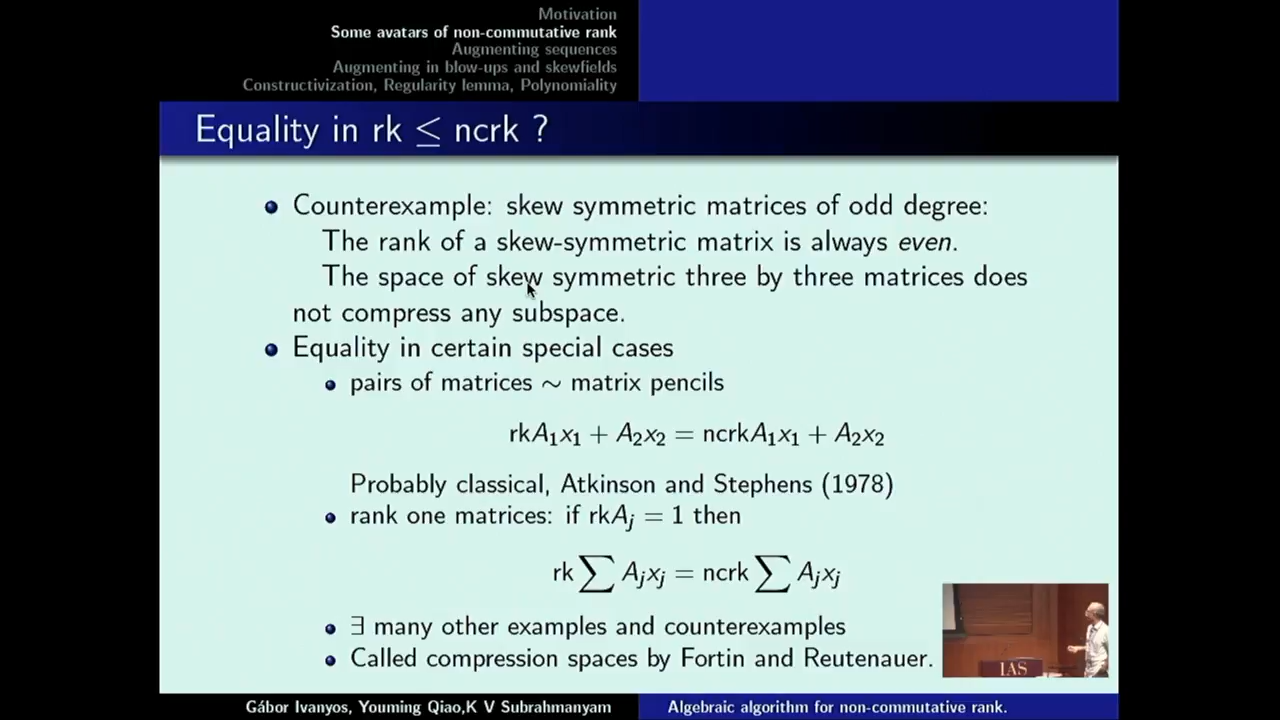 Motivation
Some avatars of non-commutative rank
Augmenting sequences
Augmenting in blow-ups and skewfields
Constructivization, Regularity lemma, Polynomiality
Equality in rk ≤ ncrk ?
Counterexample: skew symmetric matrices of odd degree:
The rank of a skew-symmetric matrix is always even.
The space of skew symmetric three by three matrices does
not compress any subspace.
Equality in certain special cases
pairs of matrices ∼ matrix pencils
rkA₁x₁ + A₂x₂ = ncrkA₁x₁ + A₂x₂
Probably classical, Atkinson and Stephens (1978)
rank one matrices: if rkAⱼ = 1 then
rk ∑ Aⱼxⱼ = ncrk ∑ Aⱼxⱼ
∃ many other examples and counterexamples
Called compression spaces by Fortin and Reutenauer.
IAS
Gábor Ivanyos, Youming Qiao,K V Subrahmanyam
Algebraic algorithm for non-commutative rank.